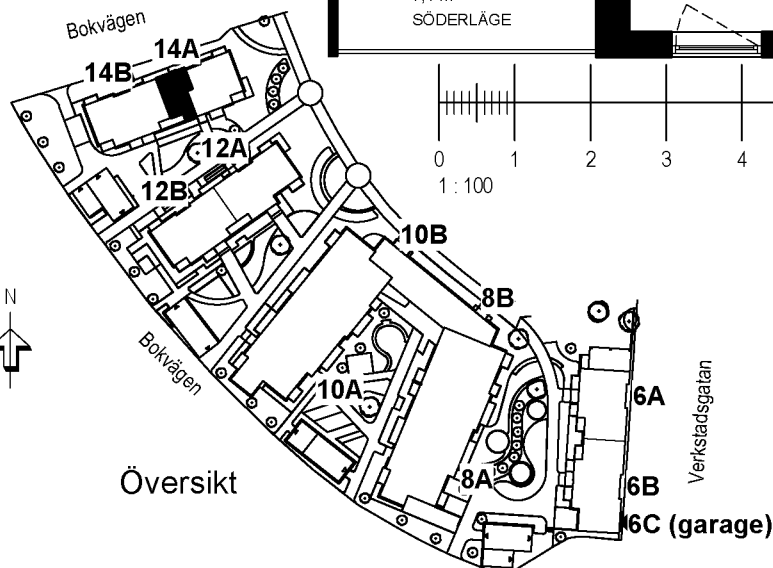 SÖDERLÄGE
0 1 2 3 4
1 : 100
Bokvägen
14A
14B
12A
12B
10B
8B
N
Bokvägen
10A
6A
Verkstadsgatan
Översikt
8A
6B
6C (garage)